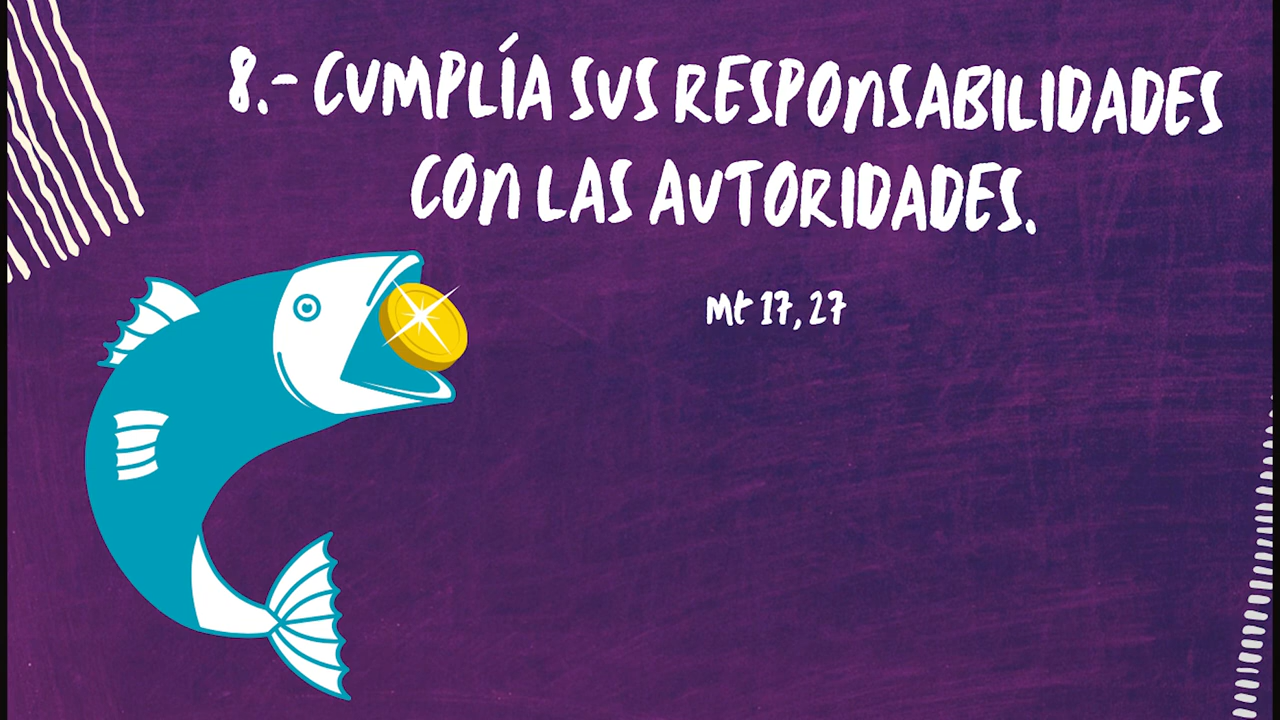 8.- CUMPLÍA SUS RESPONSABILIDADES
CON LAS AUTORIDADES.
Mt 17, 27